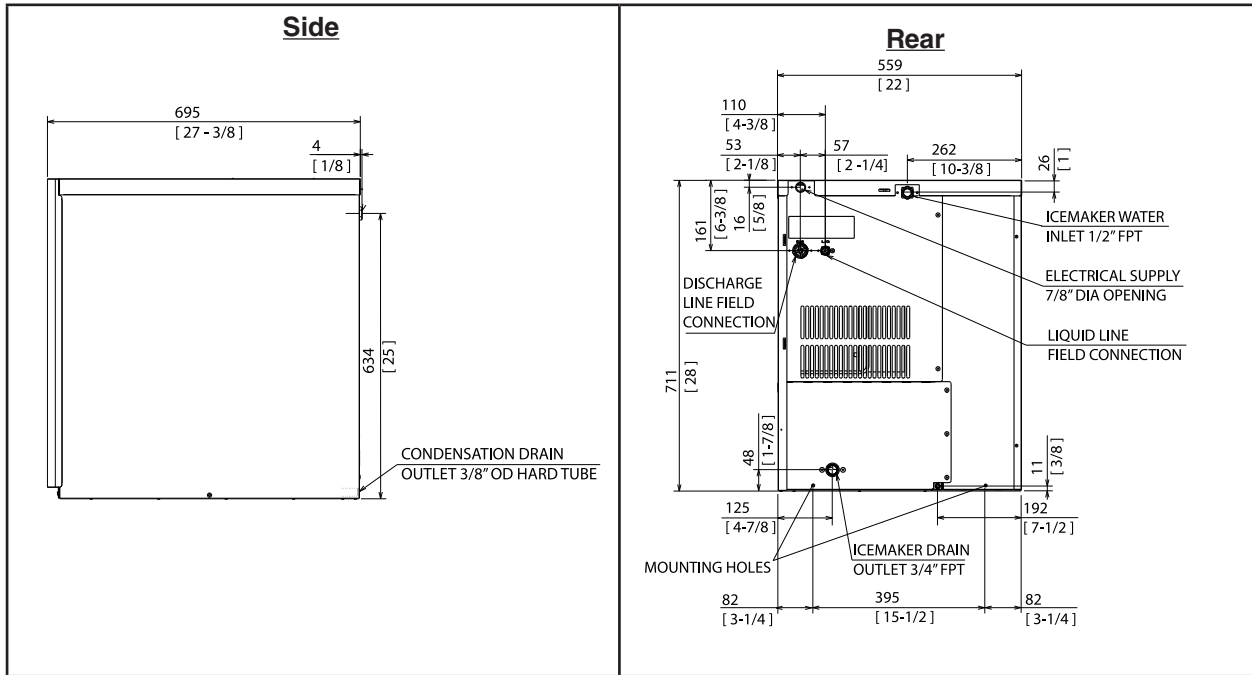 Side
695
[ 27 - 3/8 ]
4
[ 1/8 ]
634
[ 25 ]
CONDENSATION DRAIN
OUTLET 3/8" OD HARD TUBE
Rear
559
[ 22 ]
110
[ 4-3/8 ]
53
[ 2-1/8 ]
57
[ 2 -1/4]
262
[ 10-3/8 ]
26
[ 1 ]
161
[ 6-3/8 ]
16
[ 5/8 ]
ICEMAKER WATER
INLET 1/2" FPT
ELECTRICAL SUPPLY
7/8" DIA OPENING
DISCHARGE
LINE FIELD
CONNECTION
LIQUID LINE
FIELD CONNECTION
711
[ 28 ]
48
[ 1-7/8 ]
11
[ 3/8 ]
125
[ 4-7/8 ]
192
[ 7-1/2 ]
MOUNTING HOLES
ICEMAKER DRAIN
OUTLET 3/4" FPT
82
[ 3-1/4 ]
395
[ 15-1/2 ]
82
[ 3-1/4 ]